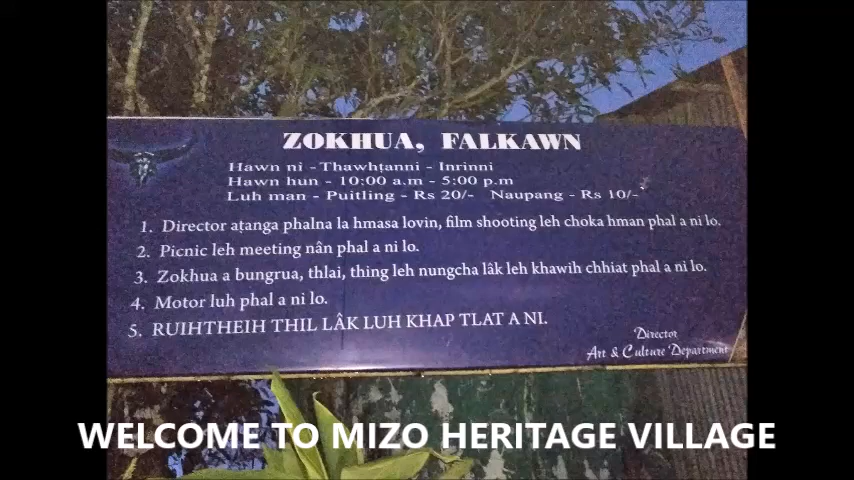 ZOKHUA, FALKAWN
Hawn ni - Thawhṭanni - Inrinni
Hawn hun - 10:00 a.m - 5:00 p.m
Luh man - Puitling - Rs 20/- Naupang - Rs 10/-
1. Director aṭanga phalna la hmasa lovin, film shooting leh choka hman phal a ni lo.
2. Picnic leh meeting nân phal a ni lo.
3. Zokhua a bungrua, thlai, thing leh nungcha lâk leh khawih chhiat phal a ni lo.
4. Motor luh phal a ni lo.
5. RUIHTHEIH THIL LÂK LUH KHAP TLAT A NI.
Director
Art & Culture Department
WELCOME TO MIZO HERITAGE VILLAGE